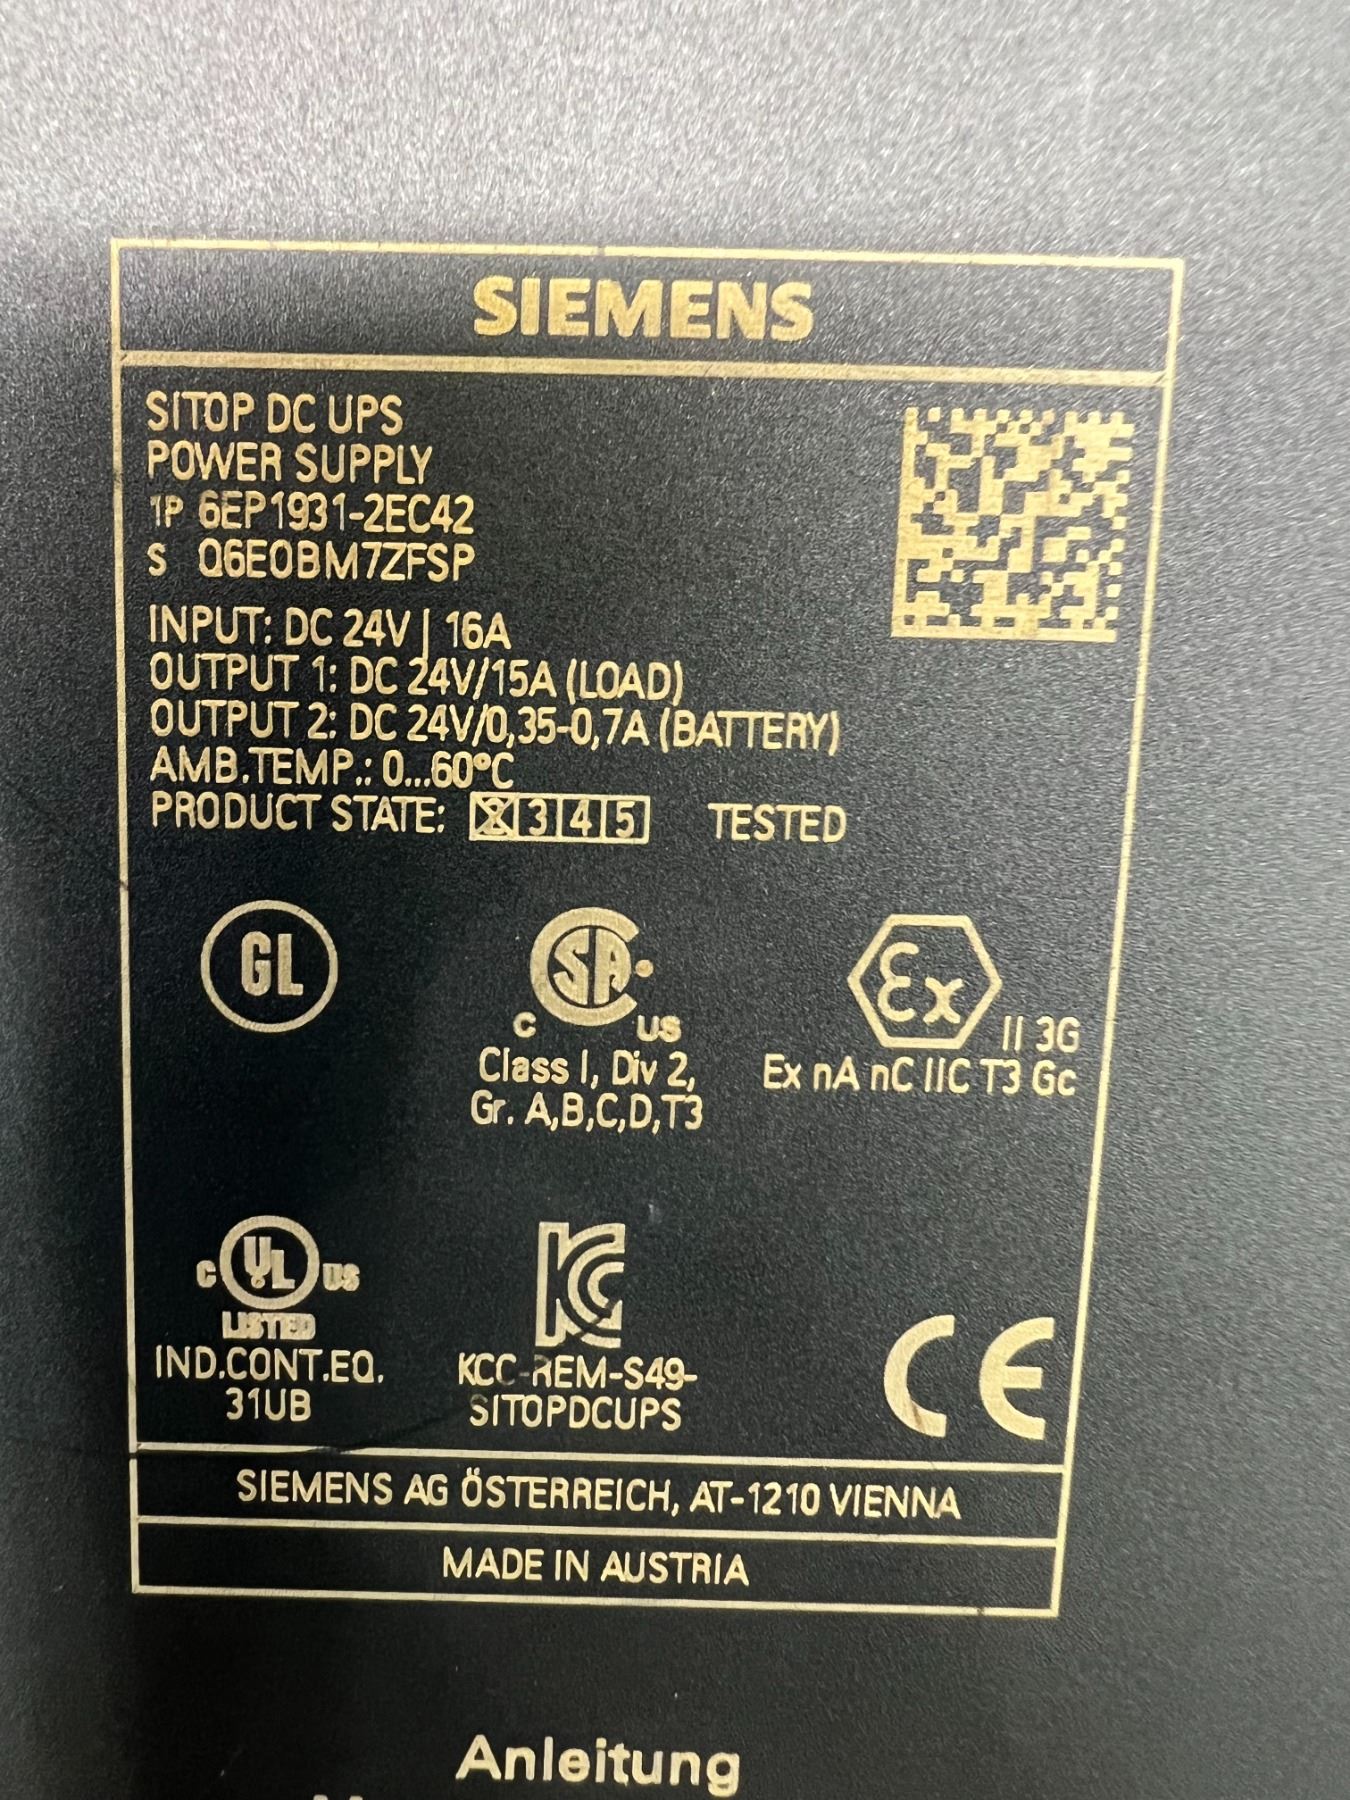 SIEMENS
SITOP DC UPS
POWER SUPPLY
1P 6EP1931-2EC42
S Q6E0BM7ZFSP
INPUT: DC 24V | 16A
OUTPUT 1: DC 24V/15A (LOAD)
OUTPUT 2: DC 24V/0,35-0,7A (BATTERY)
AMB.TEMP.: 0...60°C
PRODUCT STATE: 2 3 4 5 TESTED
GL
CSA
C US
Class I, Div 2,
Gr. A,B,C,D,T3
Ex II 3G
Ex nA nC IIC T3 Gc
C UL US
LISTED
IND.CONT.EQ.
31UB
KC
KCC-REM-S49-
SITOPDCUPS
CE
SIEMENS AG ÖSTERREICH, AT-1210 VIENNA
MADE IN AUSTRIA
Anleitung